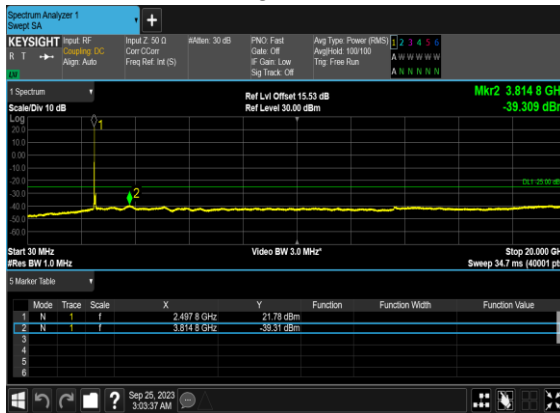 Spectrum Analyzer 1
Swept SA
+
KEYSIGHT Input: RF Input Z: 50 Ω #Atten: 30 dB PNO: Fast Avg Type: Power (RMS) 1 2 3 4 5 6
R T Coupling: DC Corr CCorr Gate: Off Avg|Hold: 100/100 A W W W W W
Align: Auto Freq Ref: Int (S) IF Gain: Low Trig: Free Run
Sig Track: Off A N N N N N
1 Spectrum Ref Lvl Offset 15.53 dB Mkr2 3.814 8 GH
Scale/Div 10 dB Ref Level 30.00 dBm -39.309 dBr
Log
20.0
10.0
0.00
-10.0
-20.0
-30.0
-40.0
-50.0
-60.0
1
2
Start 30 MHz Video BW 3.0 MHz* Stop 20.000 GH
#Res BW 1.0 MHz Sweep 34.7 ms (40001 pt
5 Marker Table
Mode Trace Scale X Y Function Function Width Function Value
1 N 1 f 2.497 8 GHz 21.78 dBm
2 N 1 f 3.814 8 GHz -39.31 dBm
3
4
5
6
? Sep 25, 2023
3:03:37 AM